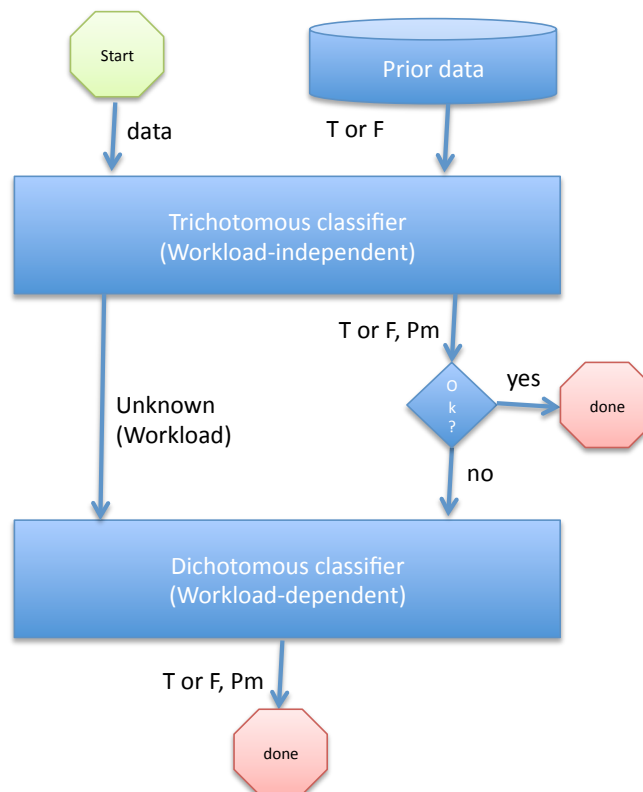 Start
Prior data
data
T or F
Trichotomous classifier
(Workload-independent)
T or F, Pm
O
k
?
yes
done
Unknown
(Workload)
no
Dichotomous classifier
(Workload-dependent)
T or F, Pm
done